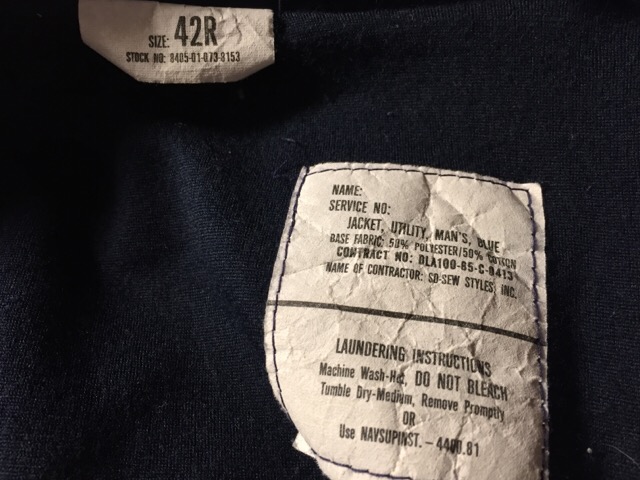 SIZE: 42R
STOCK NO: 8405-01-073-9153
NAME:
SERVICE NO:
JACKET, UTILITY, MAN'S, BLUE
BASE FABRIC: 50% POLYESTER/50% COTTON
CONTRACT NO: DLA100-85-C-0413
NAME OF CONTRACTOR: SO-SEW STYLES, INC.
LAUNDERING INSTRUCTIONS
Machine Wash-Hot, DO NOT BLEACH
Tumble Dry-Medium, Remove Promptly
OR
Use NAVSUPINST. - 4400.81